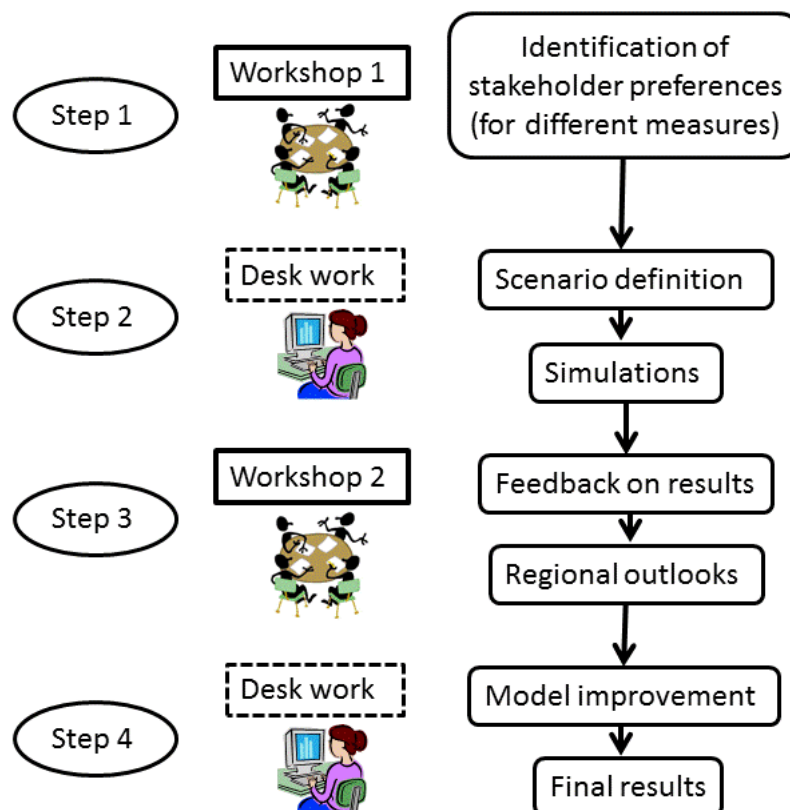 Step 1
Workshop 1
Identification of
stakeholder preferences
(for different measures)
Step 2
Desk work
Scenario definition
Simulations
Step 3
Workshop 2
Feedback on results
Regional outlooks
Step 4
Desk work
Model improvement
Final results